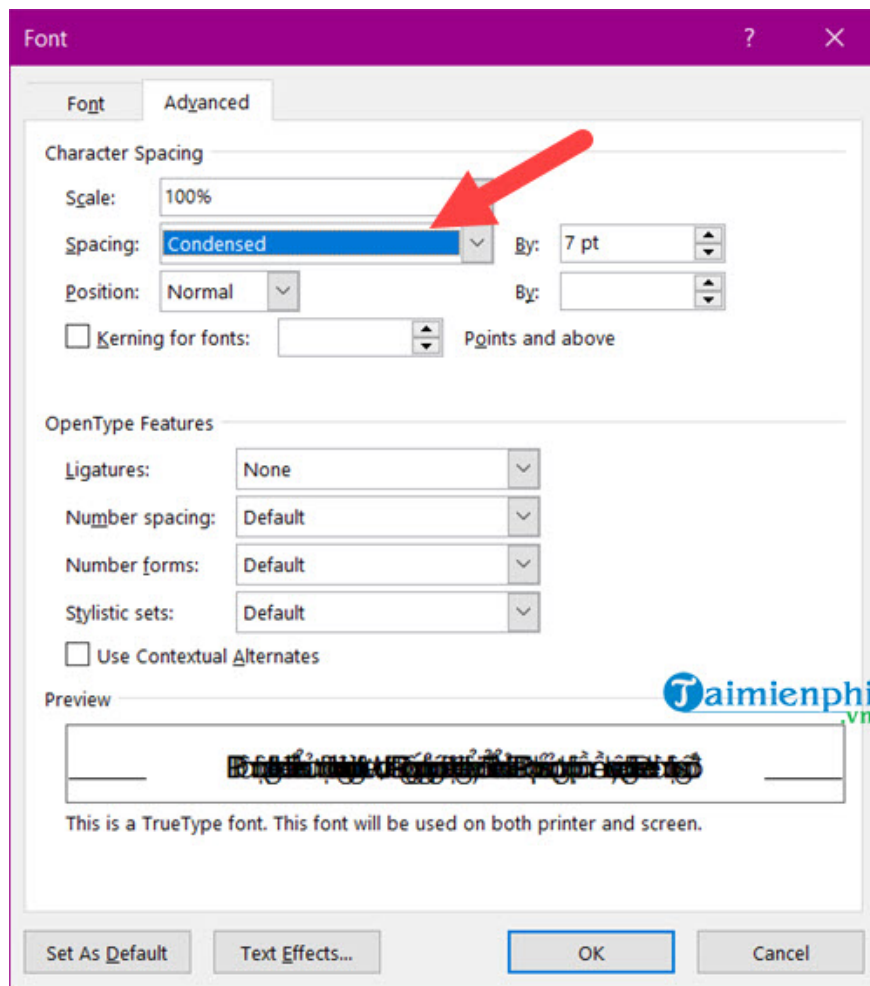 Font ?
Font Advanced
Character Spacing
Scale: 100%
Spacing: Condensed By: 7 pt
Position: Normal By:
Kerning for fonts: Points and above
OpenType Features
Ligatures: None
Number spacing: Default
Number forms: Default
Stylistic sets: Default
Use Contextual Alternates
Preview
Taimienphi
.vn
This is a TrueType font. This font will be used on both printer and screen.
Set As Default Text Effects... OK Cancel